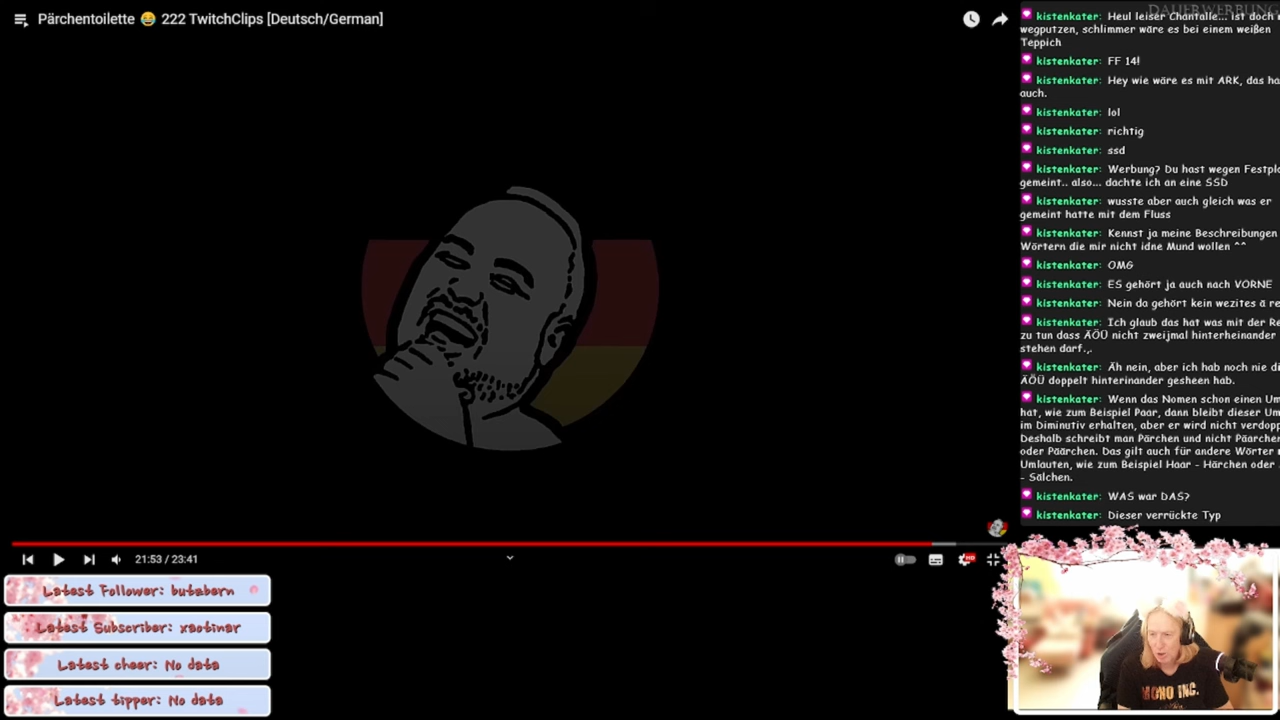 Pärchentoilette 😂 222 TwitchClips [Deutsch/German]
DAUERWERBUNG
kistenkater: Heul leiser Chantalle... ist doch
wegputzen, schlimmer wäre es bei einem weißen
Teppich
kistenkater: FF 14!
kistenkater: Hey wie wäre es mit ARK, das ha
auch.
kistenkater: lol
kistenkater: richtig
kistenkater: ssd
kistenkater: Werbung? Du hast wegen Festpl
gemeint.. also... dachte ich an eine SSD
kistenkater: wusste aber auch gleich was er
gemeint hatte mit dem Fluss
kistenkater: Kennst ja meine Beschreibungen
Wörtern die mir nicht idne Mund wollen ^^
kistenkater: OMG
kistenkater: ES gehört ja auch nach VORNE
kistenkater: Nein da gehört kein wezites ä re
kistenkater: Ich glaub das hat was mit der Re
zu tun dass ÄÖÜ nicht zweijmal hinterheinander
stehen darf.,.
kistenkater: Äh nein, aber ich hab noch nie di
ÄÖÜ doppelt hinterinander gesheen hab.
kistenkater: Wenn das Nomen schon einen Um
hat, wie zum Beispiel Paar, dann bleibt dieser Um
im Diminutiv erhalten, aber er wird nicht verdopp
Deshalb schreibt man Pärchen und nicht Päarchen
oder Päärchen. Das gilt auch für andere Wörter
Umlauten, wie zum Beispiel Haar - Härchen oder
- Sälchen.
kistenkater: WAS war DAS?
kistenkater: Dieser verrückte Typ
21:53 / 23:41
HD
Latest Follower: butzbern
Latest Subscriber: xaotinar
Latest cheer: No data
Latest tipper: No data
MONO INC.